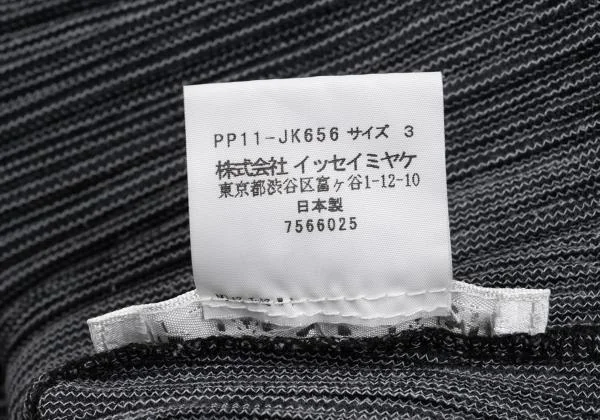 PP11-JK656 サイズ 3
株式会社 イッセイミヤケ
東京都渋谷区富ヶ谷1-12-10
日本製
7566025